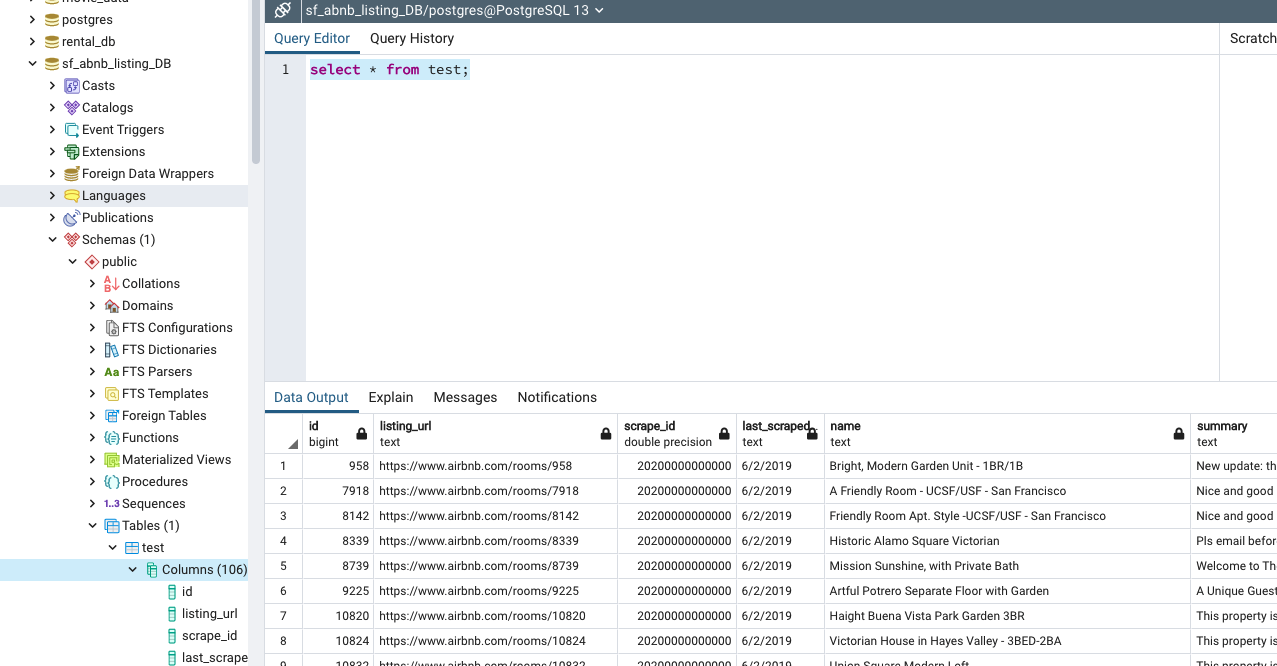 movie_data
postgres
rental_db
sf_abnb_listing_DB
Casts
Catalogs
Event Triggers
Extensions
Foreign Data Wrappers
Languages
Publications
Schemas (1)
public
Collations
Domains
FTS Configurations
FTS Dictionaries
Aa FTS Parsers
FTS Templates
Foreign Tables
Functions
Materialized Views
Procedures
1..3 Sequences
Tables (1)
test
Columns (106)
id
listing_url
scrape_id
last_scrape
sf_abnb_listing_DB/postgres@PostgreSQL 13
Query Editor Query History Scratch
1 select * from test;
Data Output Explain Messages Notifications
id listing_url scrape_id last_scraped name summary
bigint text double precision text text text
1 958 https://www.airbnb.com/rooms/958 20200000000000 6/2/2019 Bright, Modern Garden Unit - 1BR/1B New update: th
2 7918 https://www.airbnb.com/rooms/7918 20200000000000 6/2/2019 A Friendly Room - UCSF/USF - San Francisco Nice and good
3 8142 https://www.airbnb.com/rooms/8142 20200000000000 6/2/2019 Friendly Room Apt. Style -UCSF/USF - San Francisco Nice and good
4 8339 https://www.airbnb.com/rooms/8339 20200000000000 6/2/2019 Historic Alamo Square Victorian Pls email befor
5 8739 https://www.airbnb.com/rooms/8739 20200000000000 6/2/2019 Mission Sunshine, with Private Bath Welcome to Th
6 9225 https://www.airbnb.com/rooms/9225 20200000000000 6/2/2019 Artful Potrero Separate Floor with Garden A Unique Guest
7 10820 https://www.airbnb.com/rooms/10820 20200000000000 6/2/2019 Haight Buena Vista Park Garden 3BR This property i
8 10824 https://www.airbnb.com/rooms/10824 20200000000000 6/2/2019 Victorian House in Hayes Valley - 3BED-2BA This property is
9 10832 https://www.airbnb.com/rooms/10832 20200000000000 6/2/2019 Union Square Modern Loft This property is